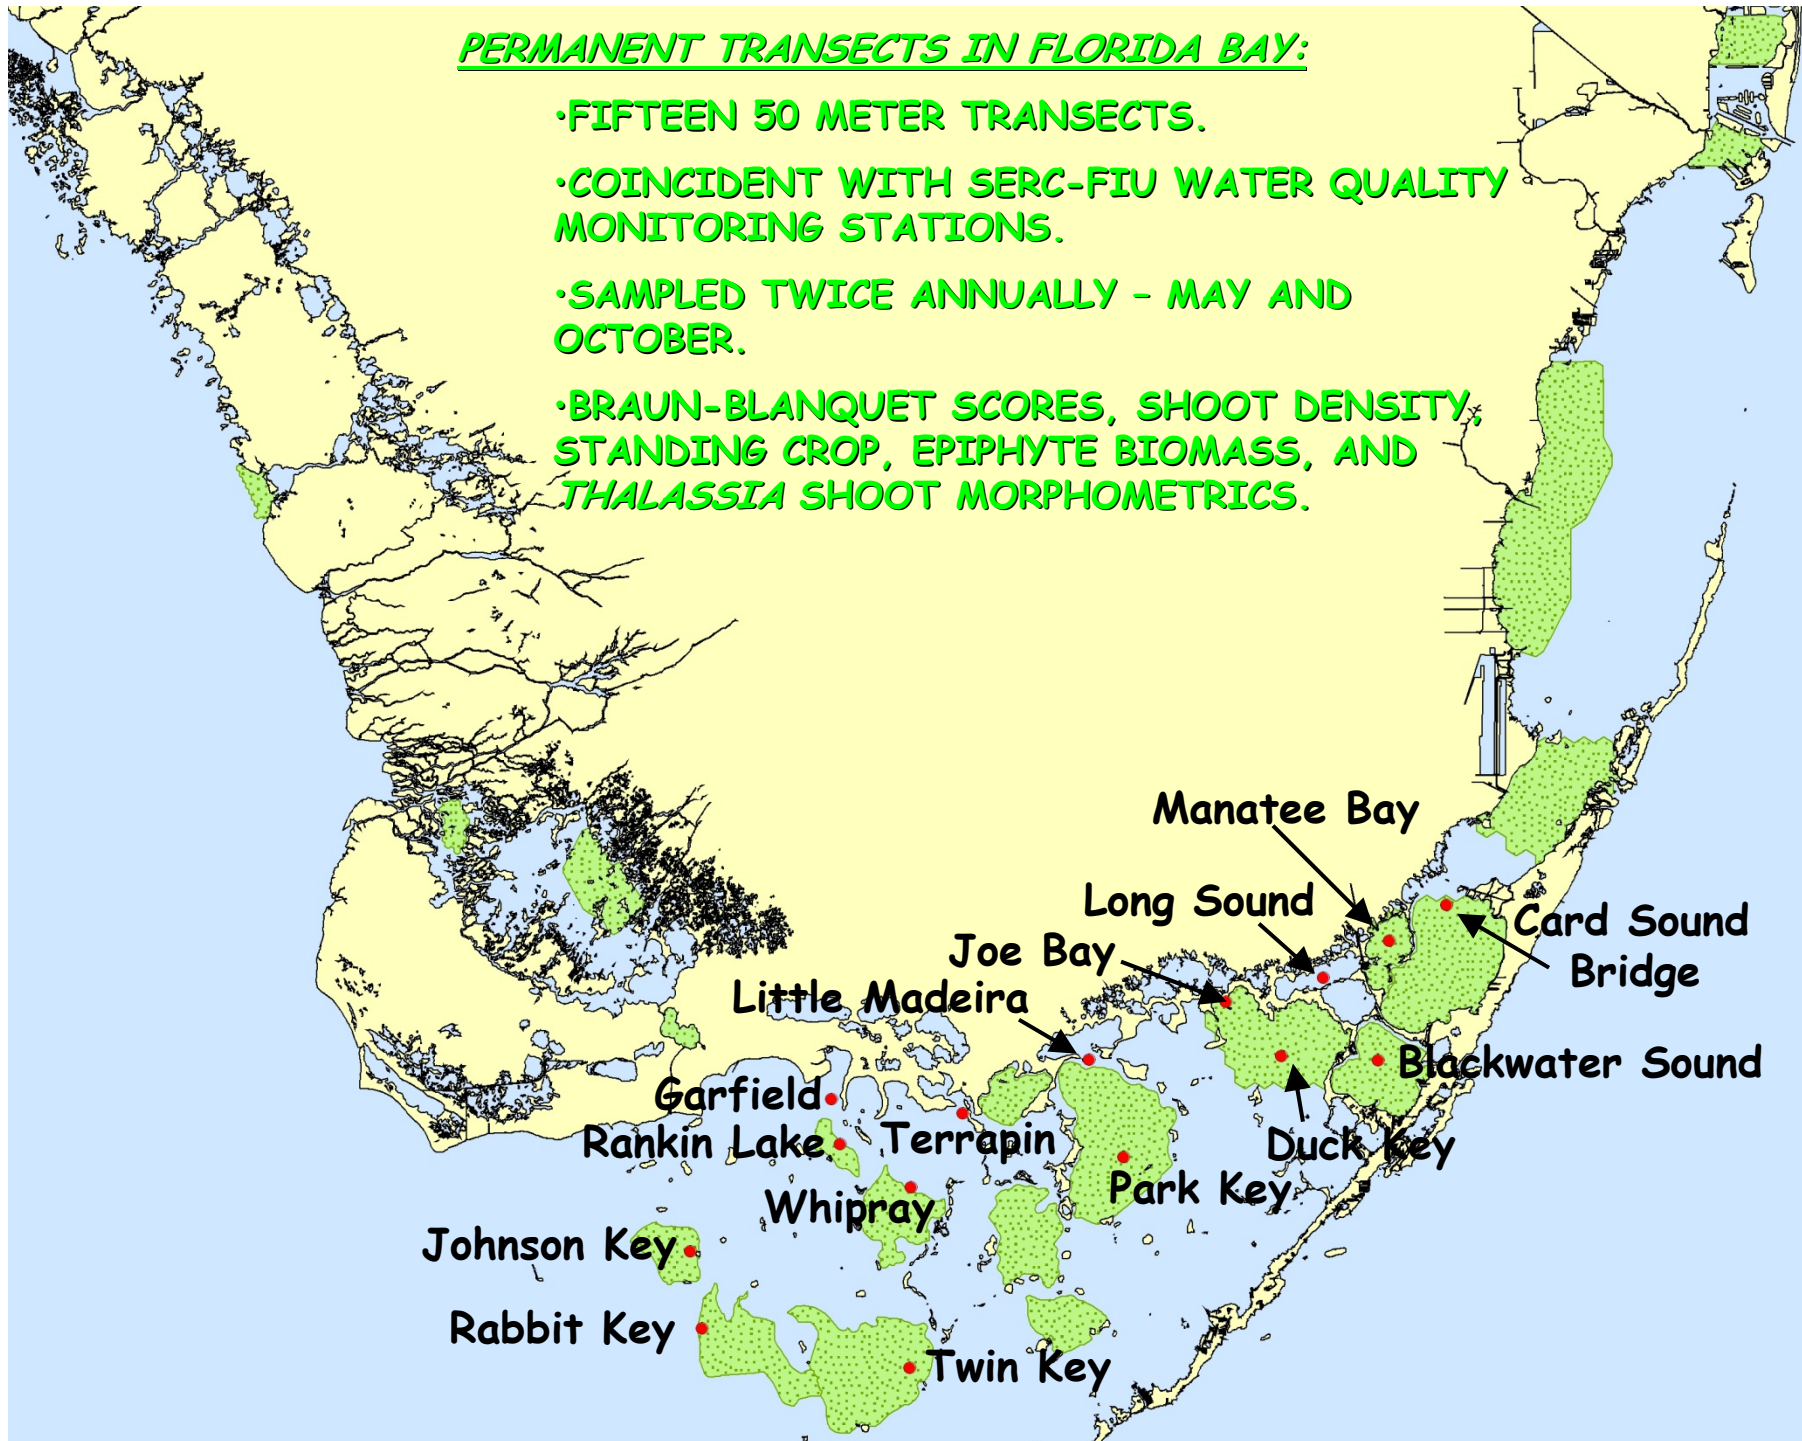 PERMANENT TRANSECTS IN FLORIDA BAY:
•FIFTEEN 50 METER TRANSECTS.
•COINCIDENT WITH SERC-FIU WATER QUALITY
MONITORING STATIONS.
•SAMPLED TWICE ANNUALLY – MAY AND
OCTOBER.
•BRAUN-BLANQUET SCORES, SHOOT DENSITY,
STANDING CROP, EPIPHYTE BIOMASS, AND
THALASSIA SHOOT MORPHOMETRICS.
Manatee Bay
Long Sound
Card Sound
Bridge
Joe Bay
Little Madeira
Blackwater Sound
Garfield
Rankin Lake
Terrapin
Duck Key
Park Key
Whipray
Johnson Key
Rabbit Key
Twin Key